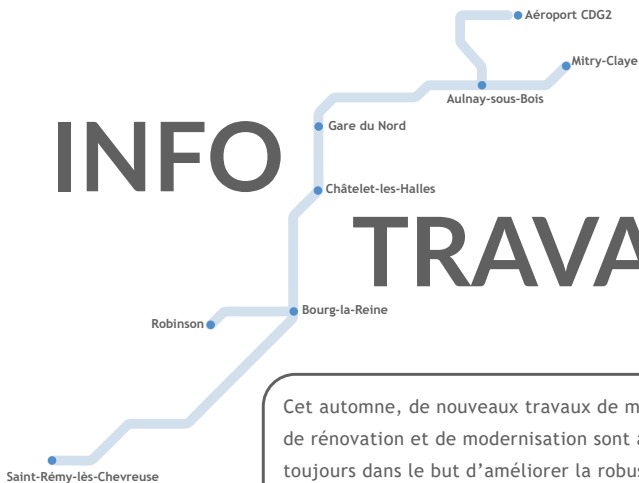 Aéroport CDG2
Mitry-Claye
Aulnay-sous-Bois
Gare du Nord
INFO
Châtelet-les-Halles
TRAVA
Bourg-la-Reine
Robinson
Cet automne, de nouveaux travaux de m
de rénovation et de modernisation sont a
toujours dans le but d’améliorer la robus
Saint-Rémy-lès-Chevreuse